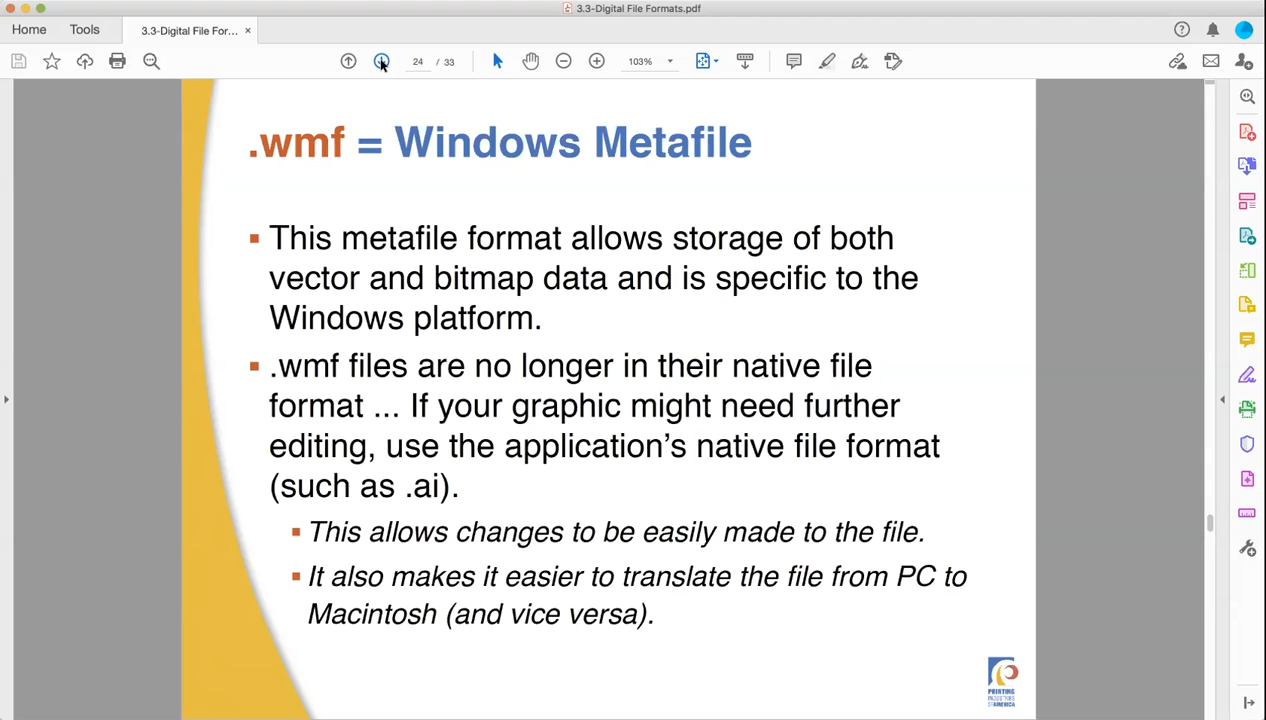 3.3-Digital File Formats.pdf
Home
Tools
3.3-Digital File For... ×
24 / 33
103%
.wmf = Windows Metafile
▪ This metafile format allows storage of both
vector and bitmap data and is specific to the
Windows platform.
▪ .wmf files are no longer in their native file
format ... If your graphic might need further
editing, use the application’s native file format
(such as .ai).
▪ This allows changes to be easily made to the file.
▪ It also makes it easier to translate the file from PC to
Macintosh (and vice versa).
PRINTING
INDUSTRIES
OF AMERICA